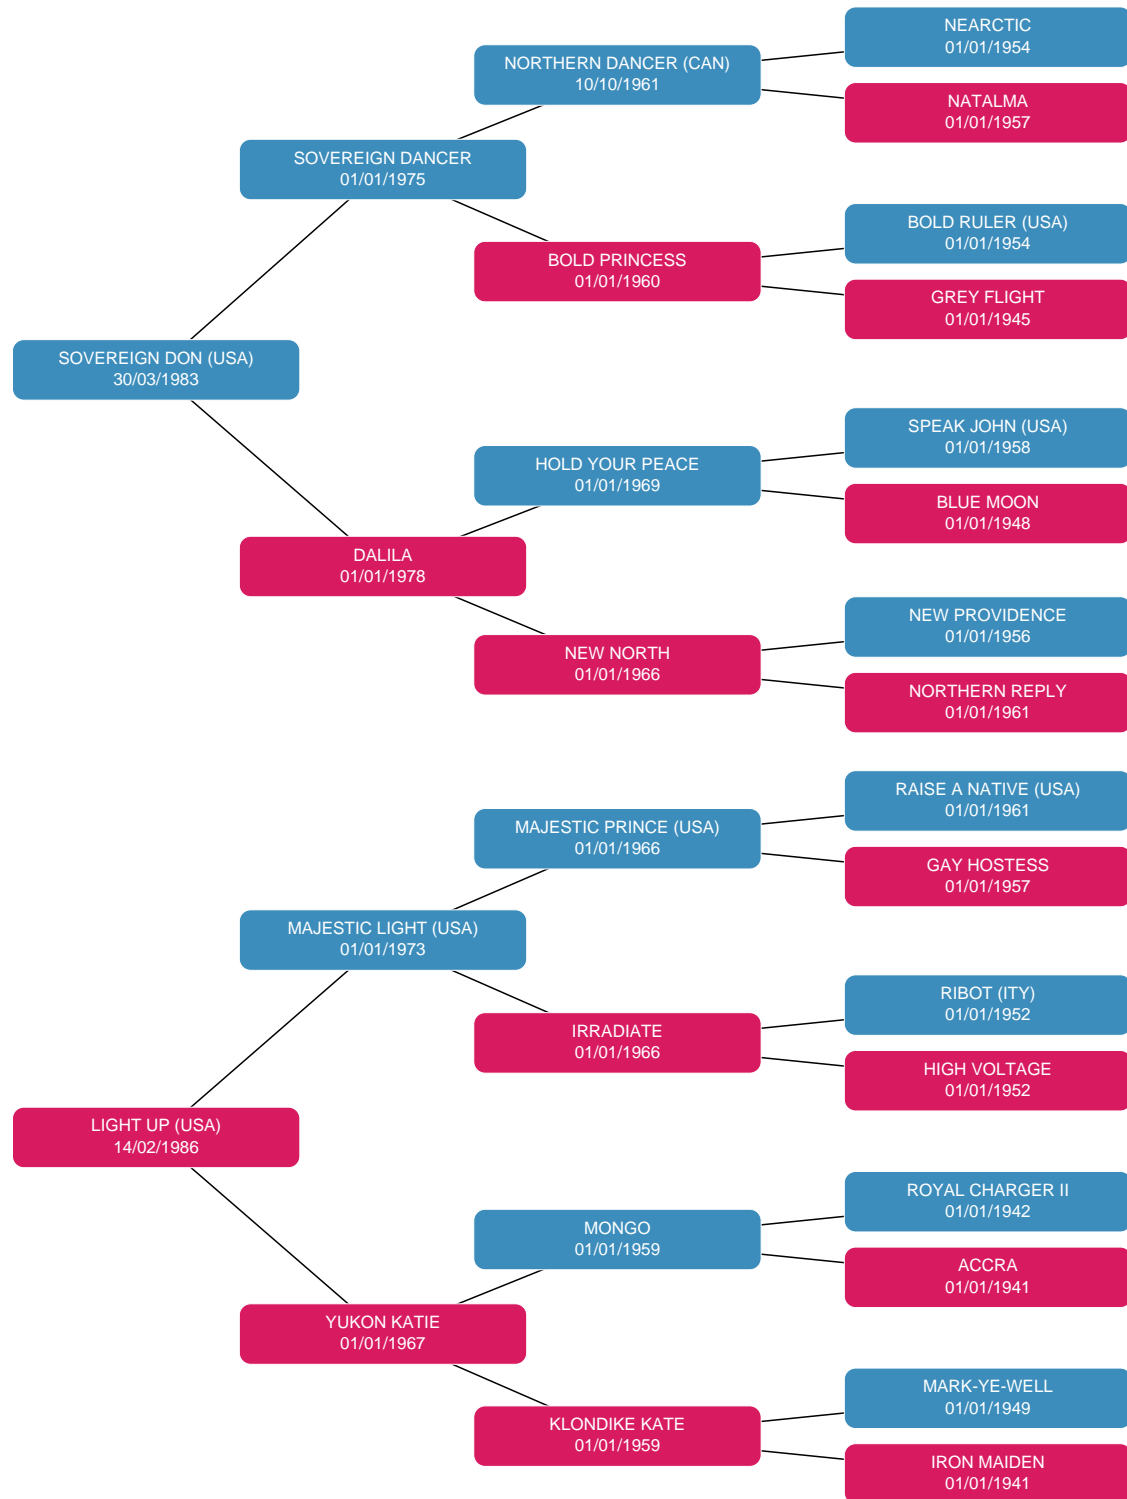 NEARCTIC
01/01/1954
NORTHERN DANCER (CAN)
10/10/1961
NATALMA
01/01/1957
SOVEREIGN DANCER
01/01/1975
BOLD RULER (USA)
01/01/1954
BOLD PRINCESS
01/01/1960
GREY FLIGHT
01/01/1945
SOVEREIGN DON (USA)
30/03/1983
SPEAK JOHN (USA)
01/01/1958
HOLD YOUR PEACE
01/01/1969
BLUE MOON
01/01/1948
DALILA
01/01/1978
NEW PROVIDENCE
01/01/1956
NEW NORTH
01/01/1966
NORTHERN REPLY
01/01/1961
RAISE A NATIVE (USA)
01/01/1961
MAJESTIC PRINCE (USA)
01/01/1966
GAY HOSTESS
01/01/1957
MAJESTIC LIGHT (USA)
01/01/1973
RIBOT (ITY)
01/01/1952
IRRADIATE
01/01/1966
HIGH VOLTAGE
01/01/1952
LIGHT UP (USA)
14/02/1986
ROYAL CHARGER II
01/01/1942
MONGO
01/01/1959
ACCRA
01/01/1941
YUKON KATIE
01/01/1967
MARK-YE-WELL
01/01/1949
KLONDIKE KATE
01/01/1959
IRON MAIDEN
01/01/1941